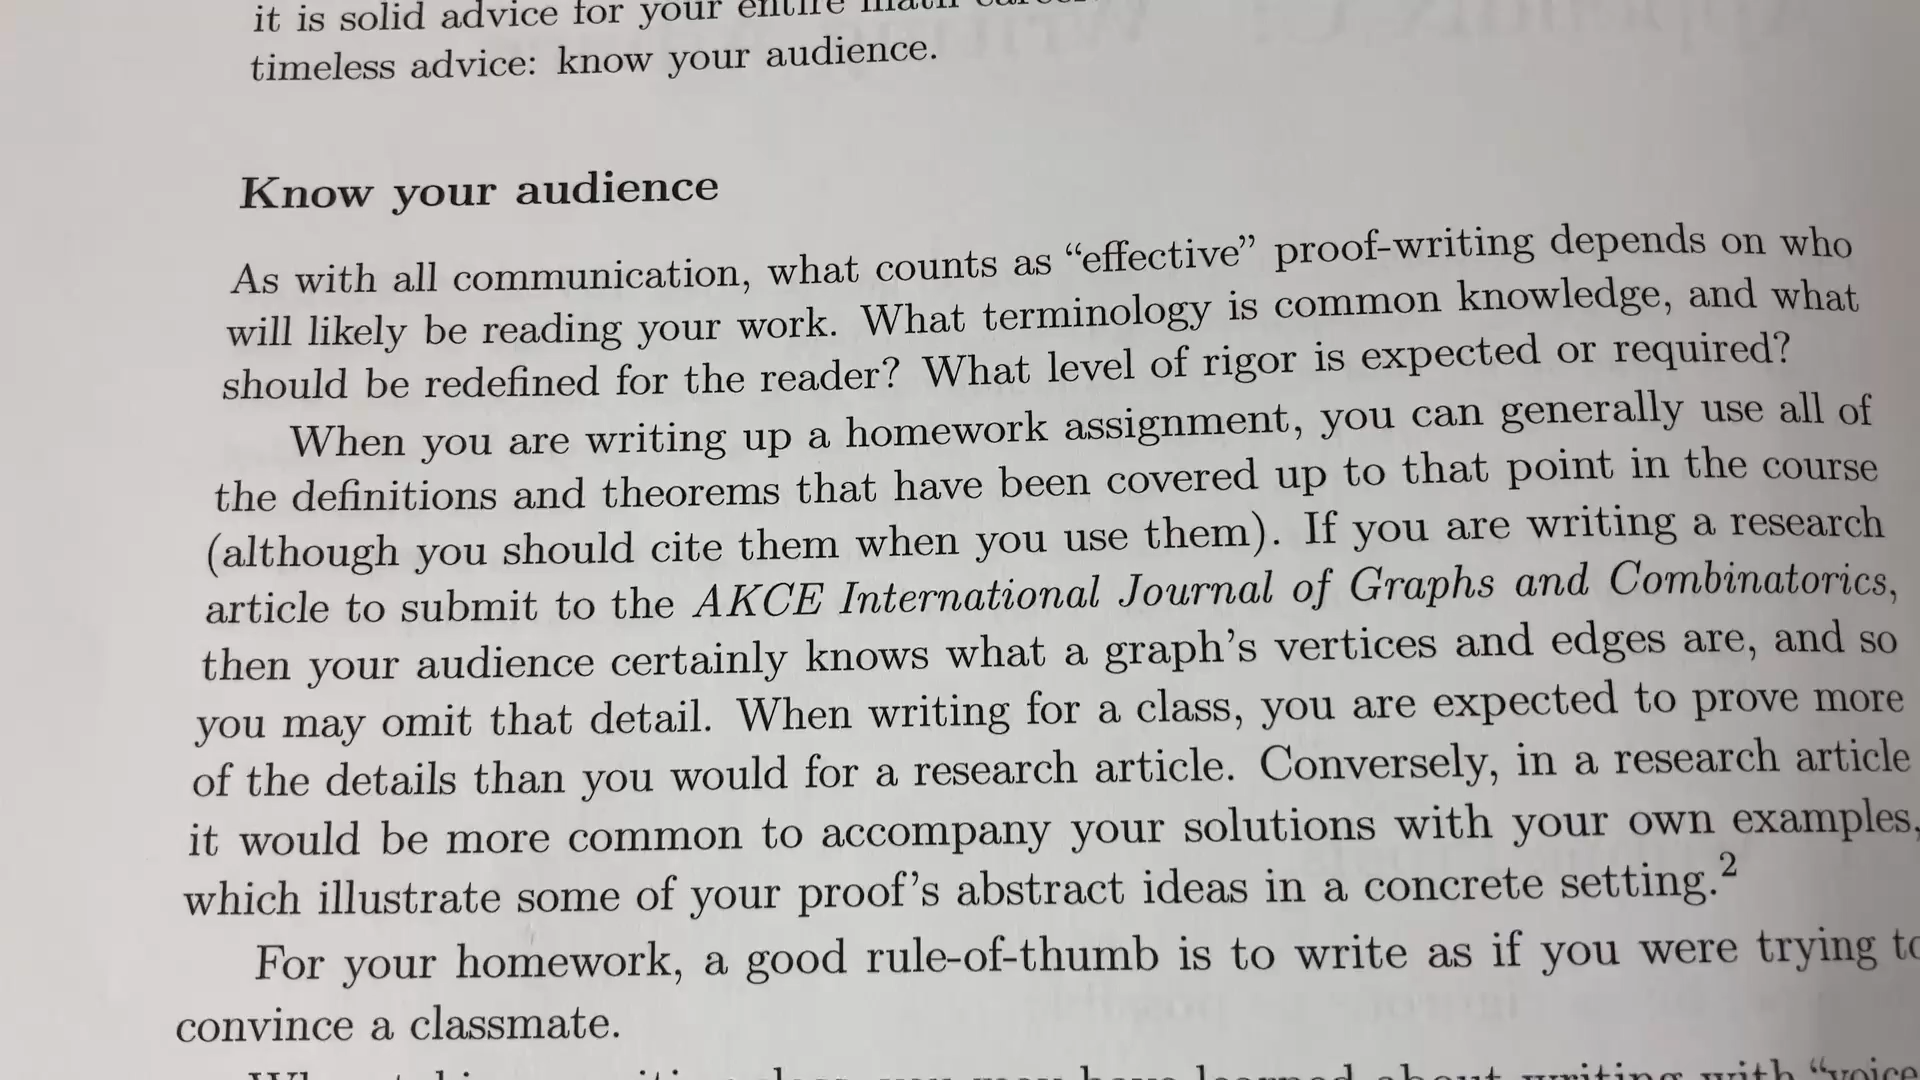 it is solid advice for your entire math
timeless advice: know your audience.
Know your audience
As with all communication, what counts as “effective” proof-writing depends on who
will likely be reading your work. What terminology is common knowledge, and what
should be redefined for the reader? What level of rigor is expected or required?
When you are writing up a homework assignment, you can generally use all of
the definitions and theorems that have been covered up to that point in the course
(although you should cite them when you use them). If you are writing a research
article to submit to the AKCE International Journal of Graphs and Combinatorics,
then your audience certainly knows what a graph’s vertices and edges are, and so
you may omit that detail. When writing for a class, you are expected to prove more
of the details than you would for a research article. Conversely, in a research article
it would be more common to accompany your solutions with your own examples,
which illustrate some of your proof’s abstract ideas in a concrete setting.²
For your homework, a good rule-of-thumb is to write as if you were trying to
convince a classmate.
you may have learned about writing with “voice